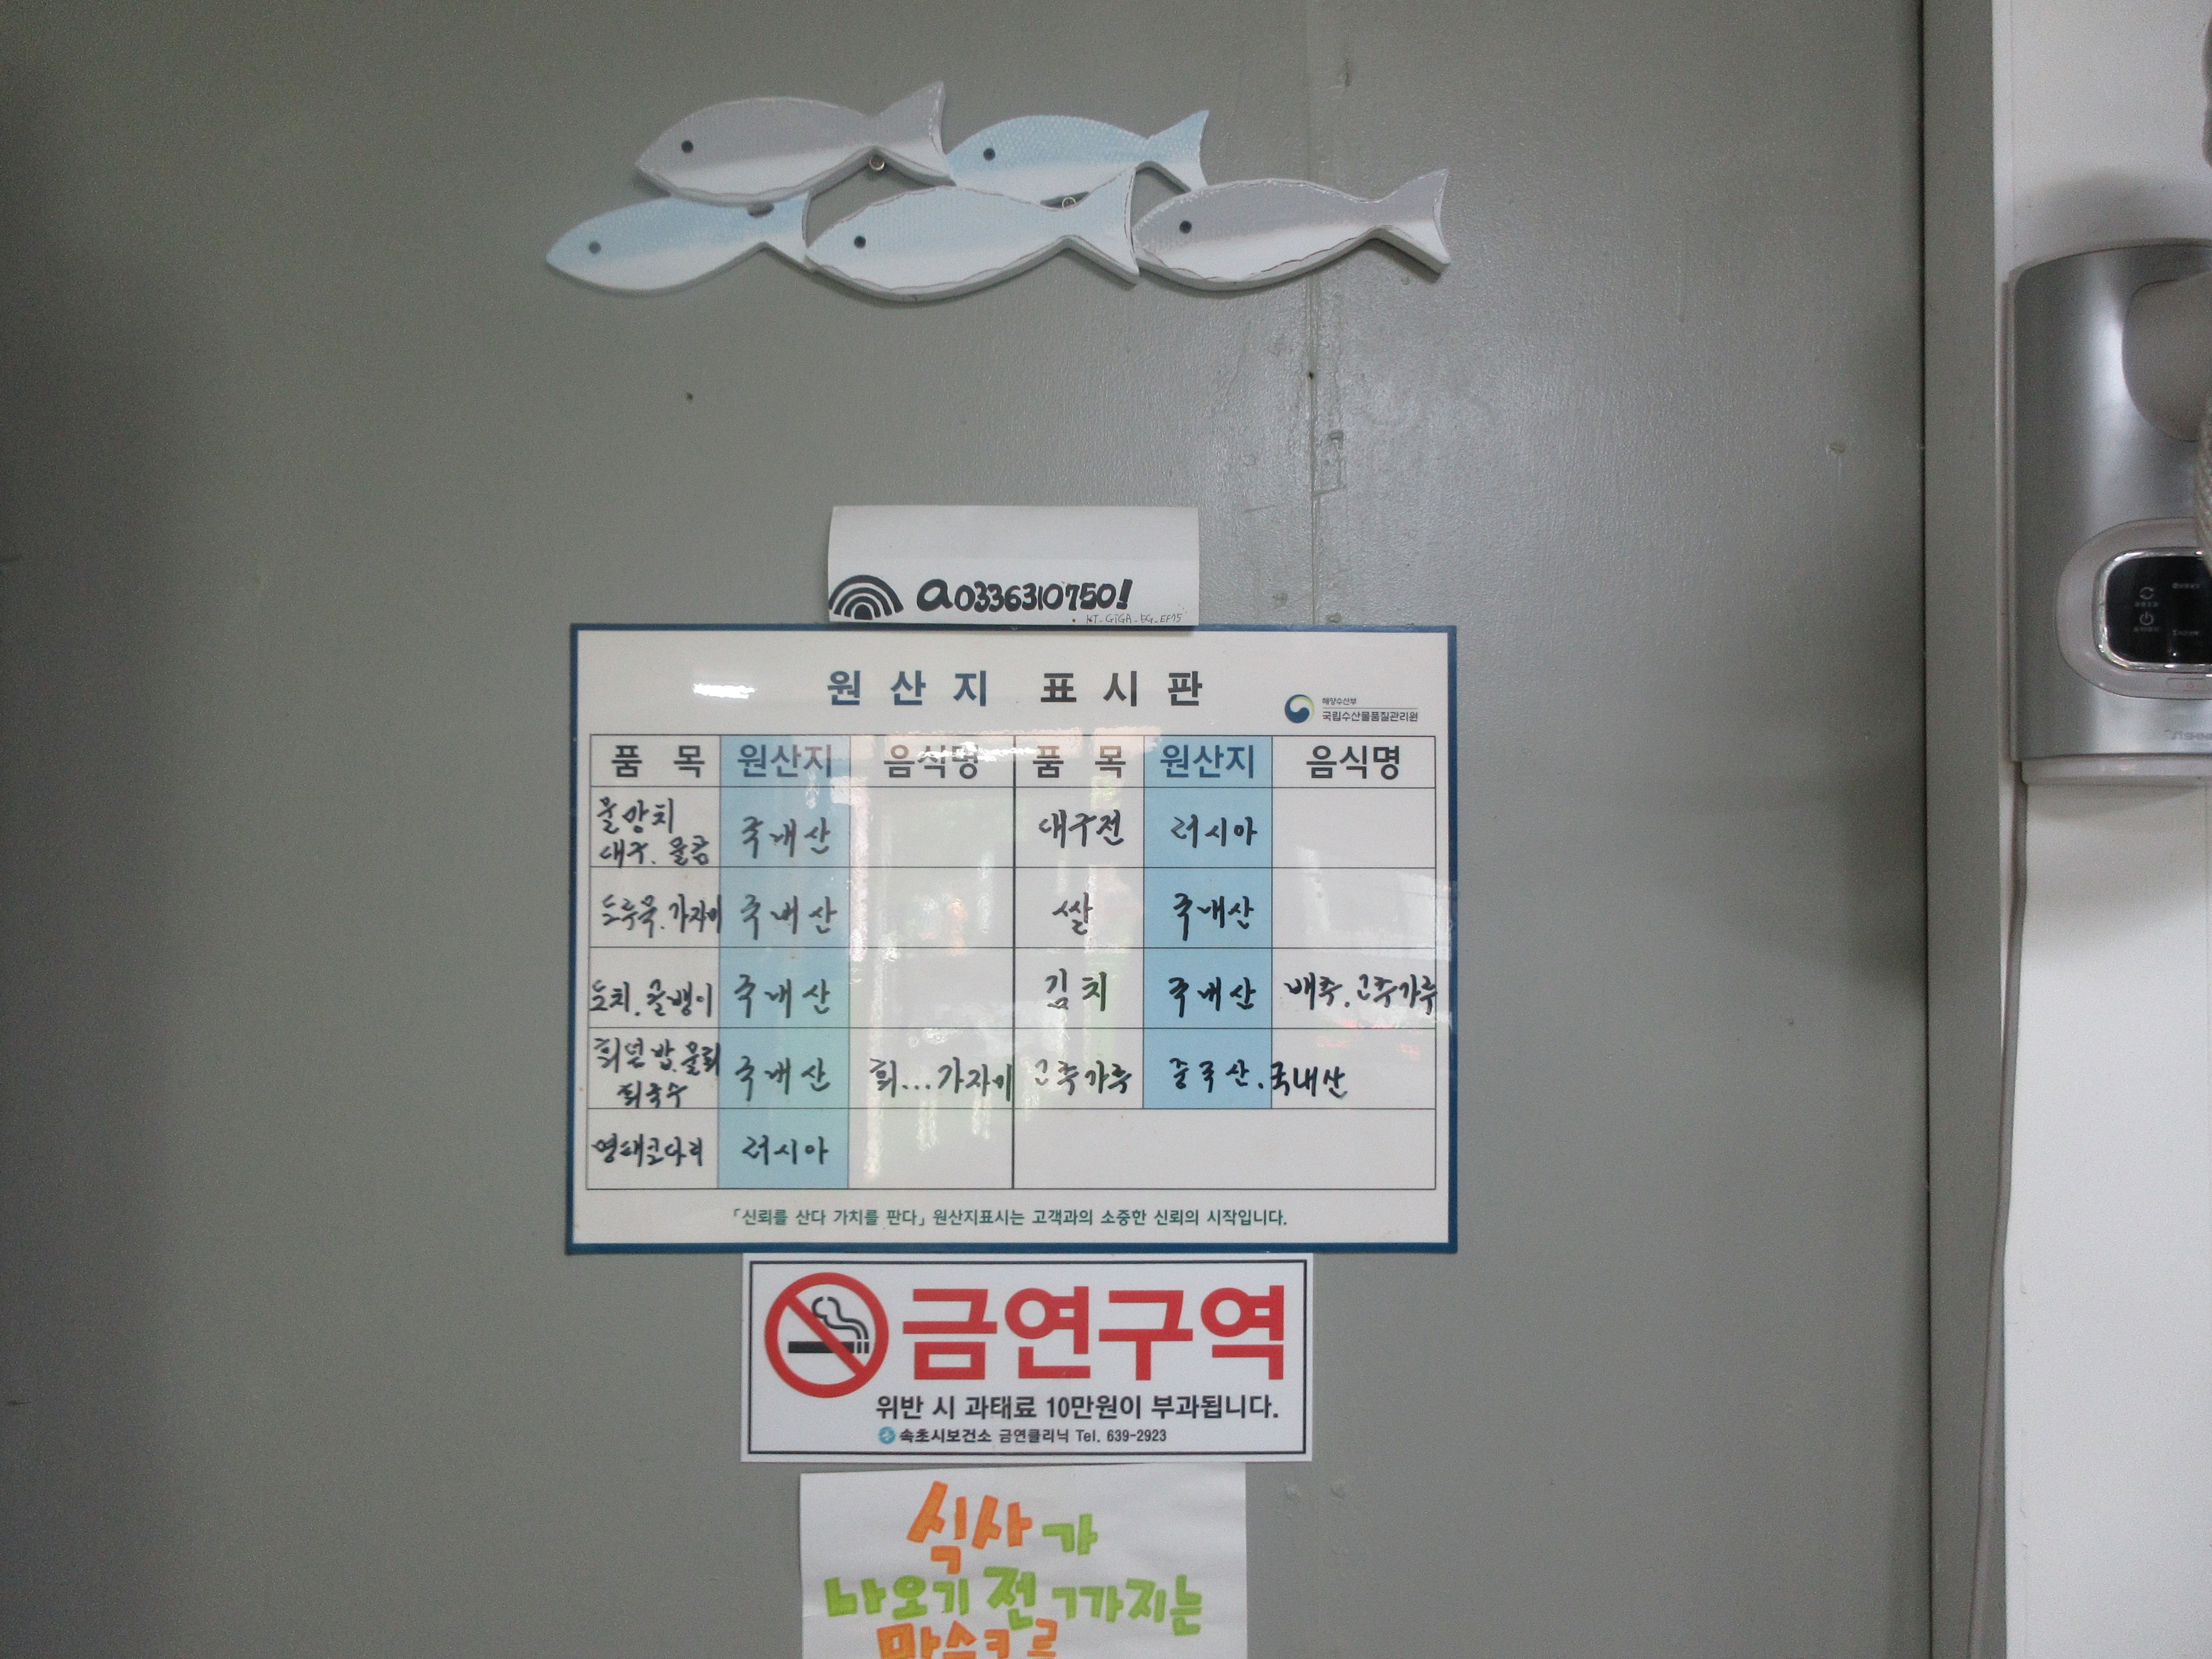 a0336310750!
KT_GiGA_5G_EF75
원산지 표시판
해양수산부
국립수산물품질관리원
품 목 원산지 음식명 품 목 원산지 음식명
물망치
대구. 물곰 국내산 대구전 러시아
도루묵.가자미 국내산 쌀 국내산
도치.골뱅이 국내산 김치 국내산 배추.고추가루
회덮밥.물회
회국수 국내산 회...가자미 고추가루 중국산.국내산
명태코다리 러시아
「신뢰를 산다 가치를 판다」 원산지표시는 고객과의 소중한 신뢰의 시작입니다.
금연구역
위반 시 과태료 10만원이 부과됩니다.
속초시보건소 금연클리닉 Tel. 639-2923
식사가
나오기 전 까지는
마스크를